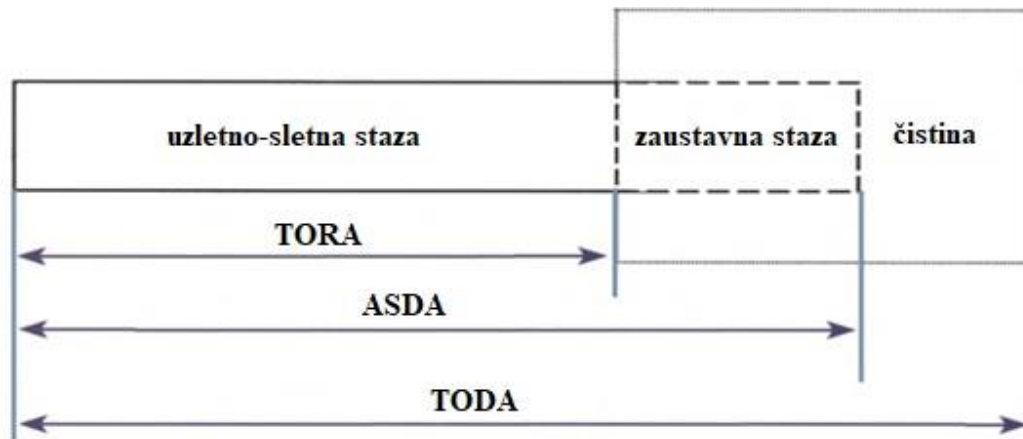 uzletno-sletna staza
zaustavna staza
čistina
TORA
ASDA
TODA